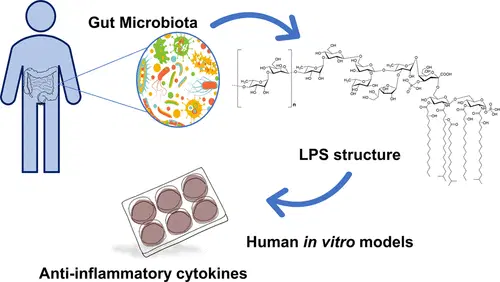 Gut Microbiota
n
LPS structure
Human in vitro models
Anti-inflammatory cytokines